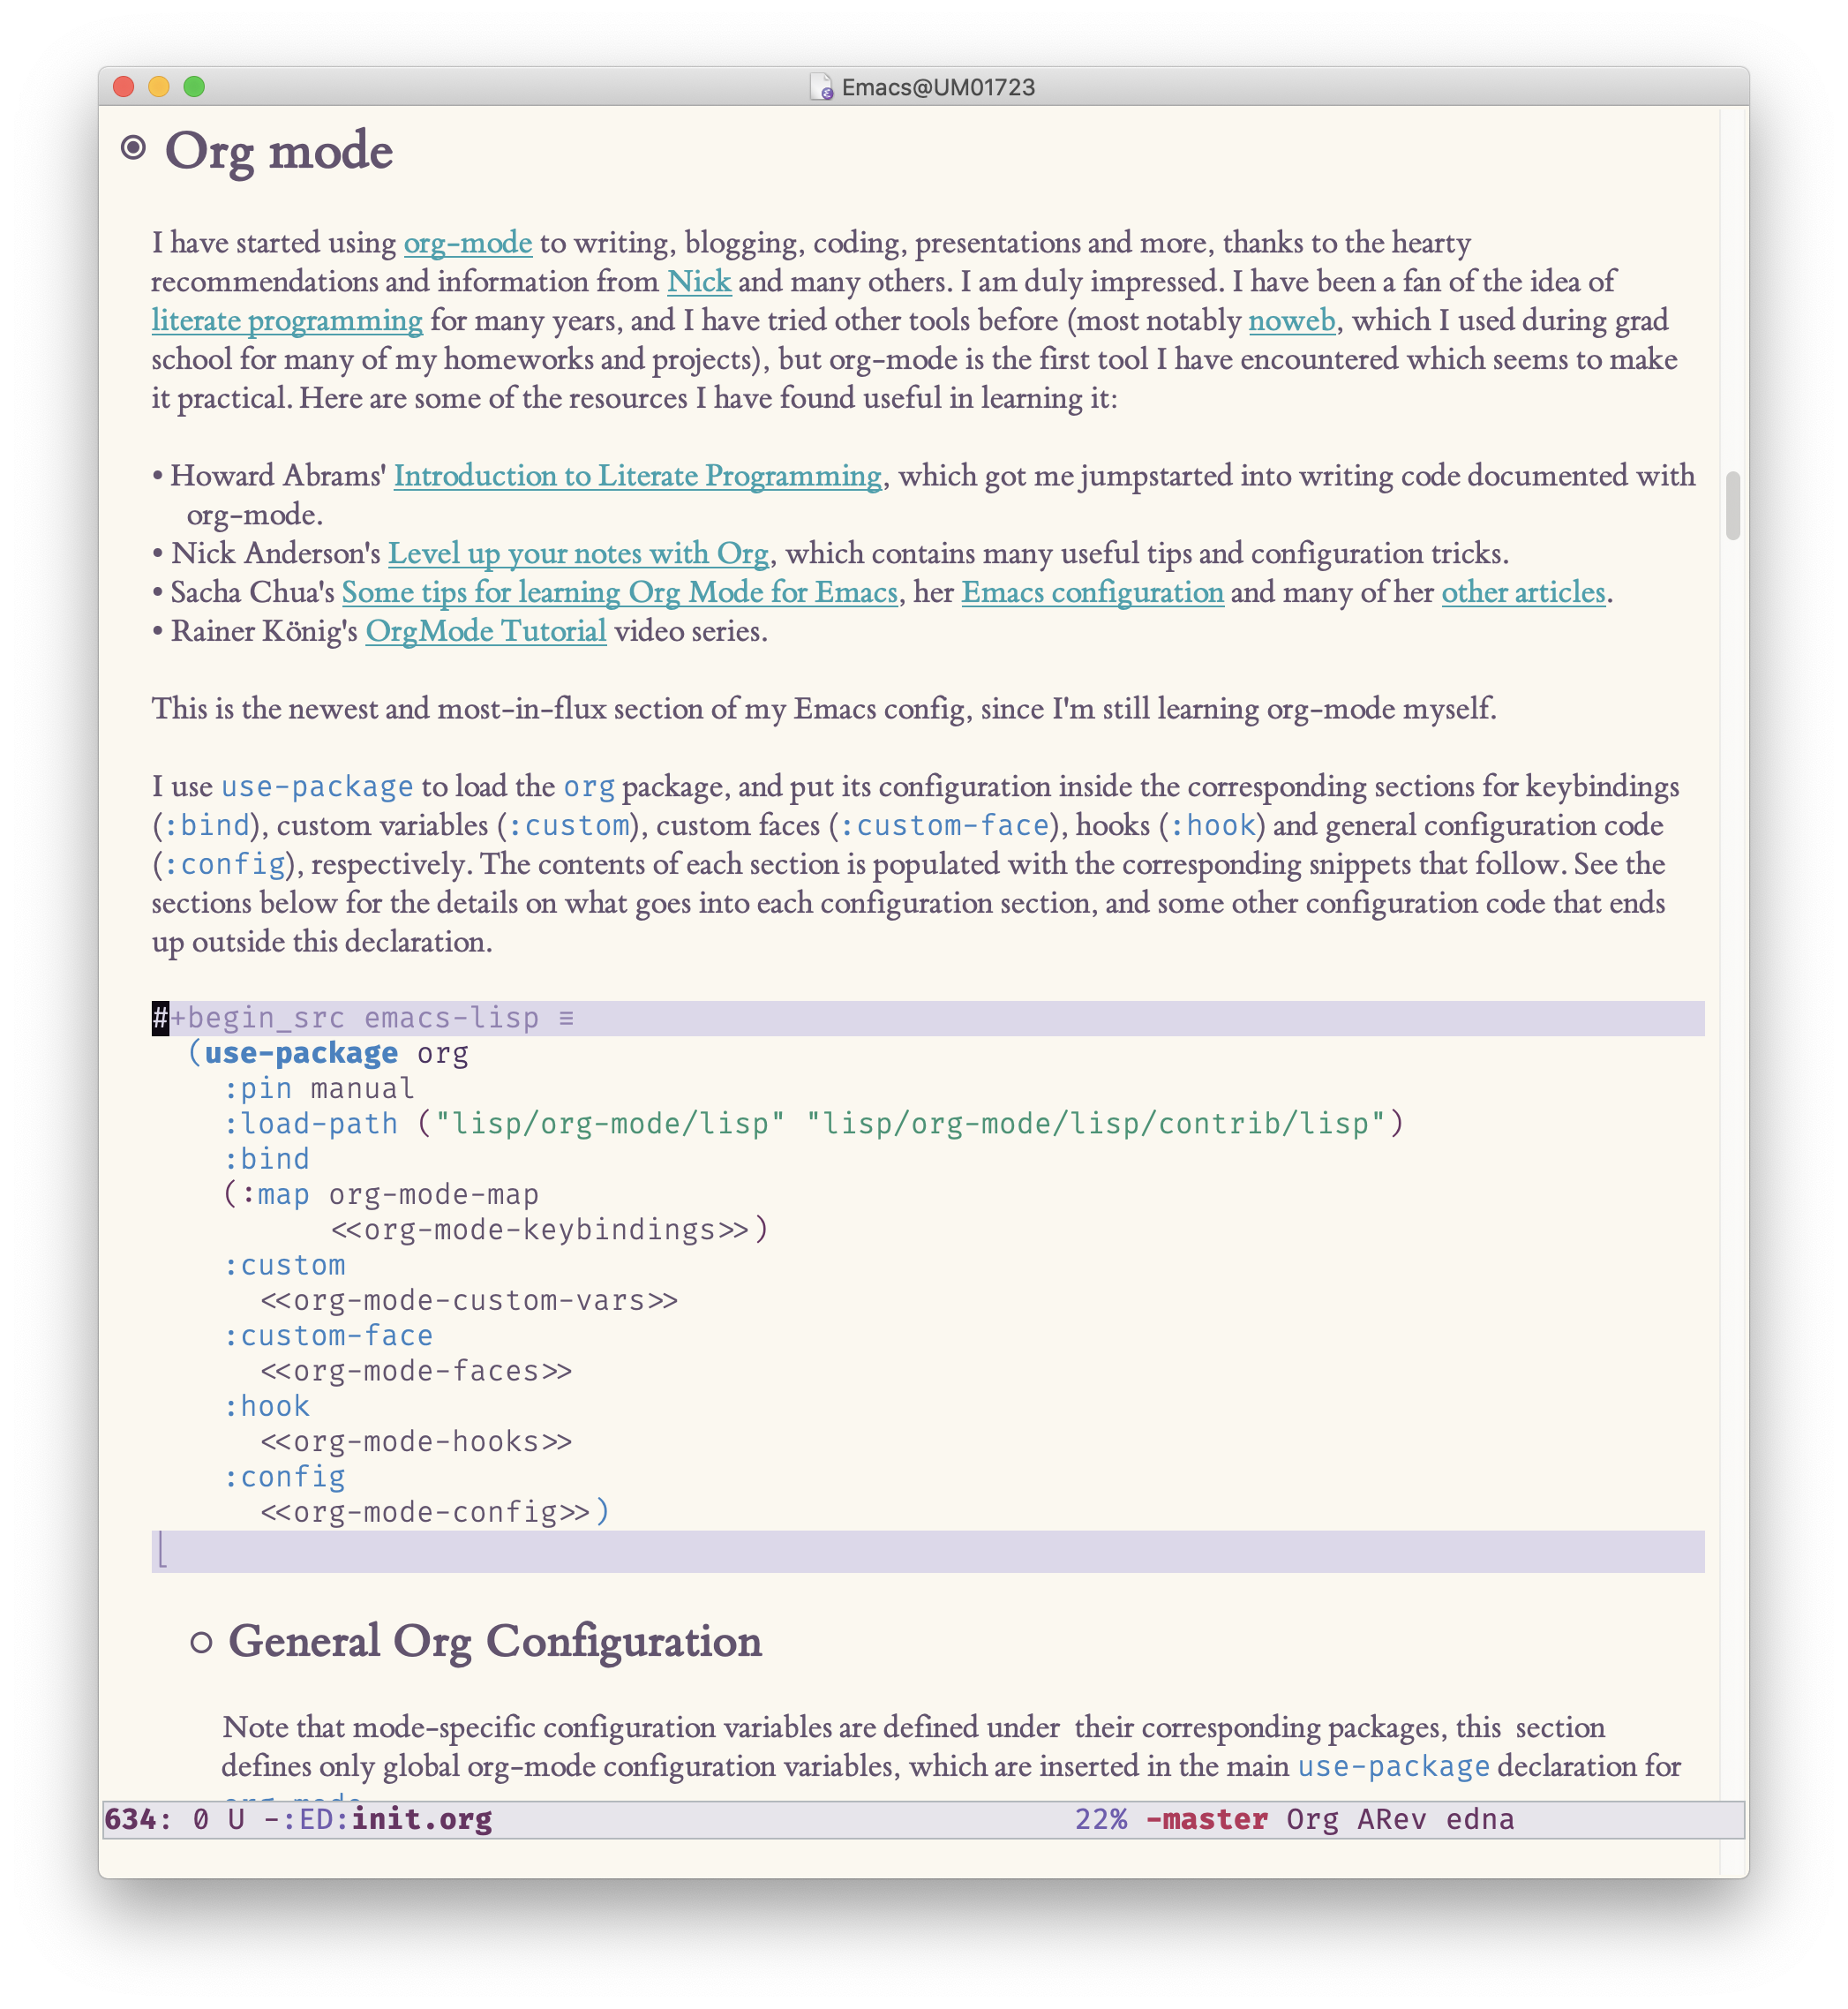 Emacs@UM01723
Org mode
I have started using org-mode to writing, blogging, coding, presentations and more, thanks to the hearty
recommendations and information from Nick and many others. I am duly impressed. I have been a fan of the idea of
literate programming for many years, and I have tried other tools before (most notably noweb, which I used during grad
school for many of my homeworks and projects), but org-mode is the first tool I have encountered which seems to make
it practical. Here are some of the resources I have found useful in learning it:
• Howard Abrams' Introduction to Literate Programming, which got me jumpstarted into writing code documented with
org-mode.
• Nick Anderson's Level up your notes with Org, which contains many useful tips and configuration tricks.
• Sacha Chua's Some tips for learning Org Mode for Emacs, her Emacs configuration and many of her other articles.
• Rainer König's OrgMode Tutorial video series.
This is the newest and most-in-flux section of my Emacs config, since I'm still learning org-mode myself.
I use use-package to load the org package, and put its configuration inside the corresponding sections for keybindings
(:bind), custom variables (:custom), custom faces (:custom-face), hooks (:hook) and general configuration code
(:config), respectively. The contents of each section is populated with the corresponding snippets that follow. See the
sections below for the details on what goes into each configuration section, and some other configuration code that ends
up outside this declaration.
#+begin_src emacs-lisp ≡
(use-package org
:pin manual
:load-path ("lisp/org-mode/lisp" "lisp/org-mode/lisp/contrib/lisp")
:bind
(:map org-mode-map
<<org-mode-keybindings>>)
:custom
<<org-mode-custom-vars>>
:custom-face
<<org-mode-faces>>
:hook
<<org-mode-hooks>>
:config
<<org-mode-config>>)
General Org Configuration
Note that mode-specific configuration variables are defined under  their corresponding packages, this  section
defines only global org-mode configuration variables, which are inserted in the main use-package declaration for
634: 0 U -:ED:init.org 22% -master Org ARev edna